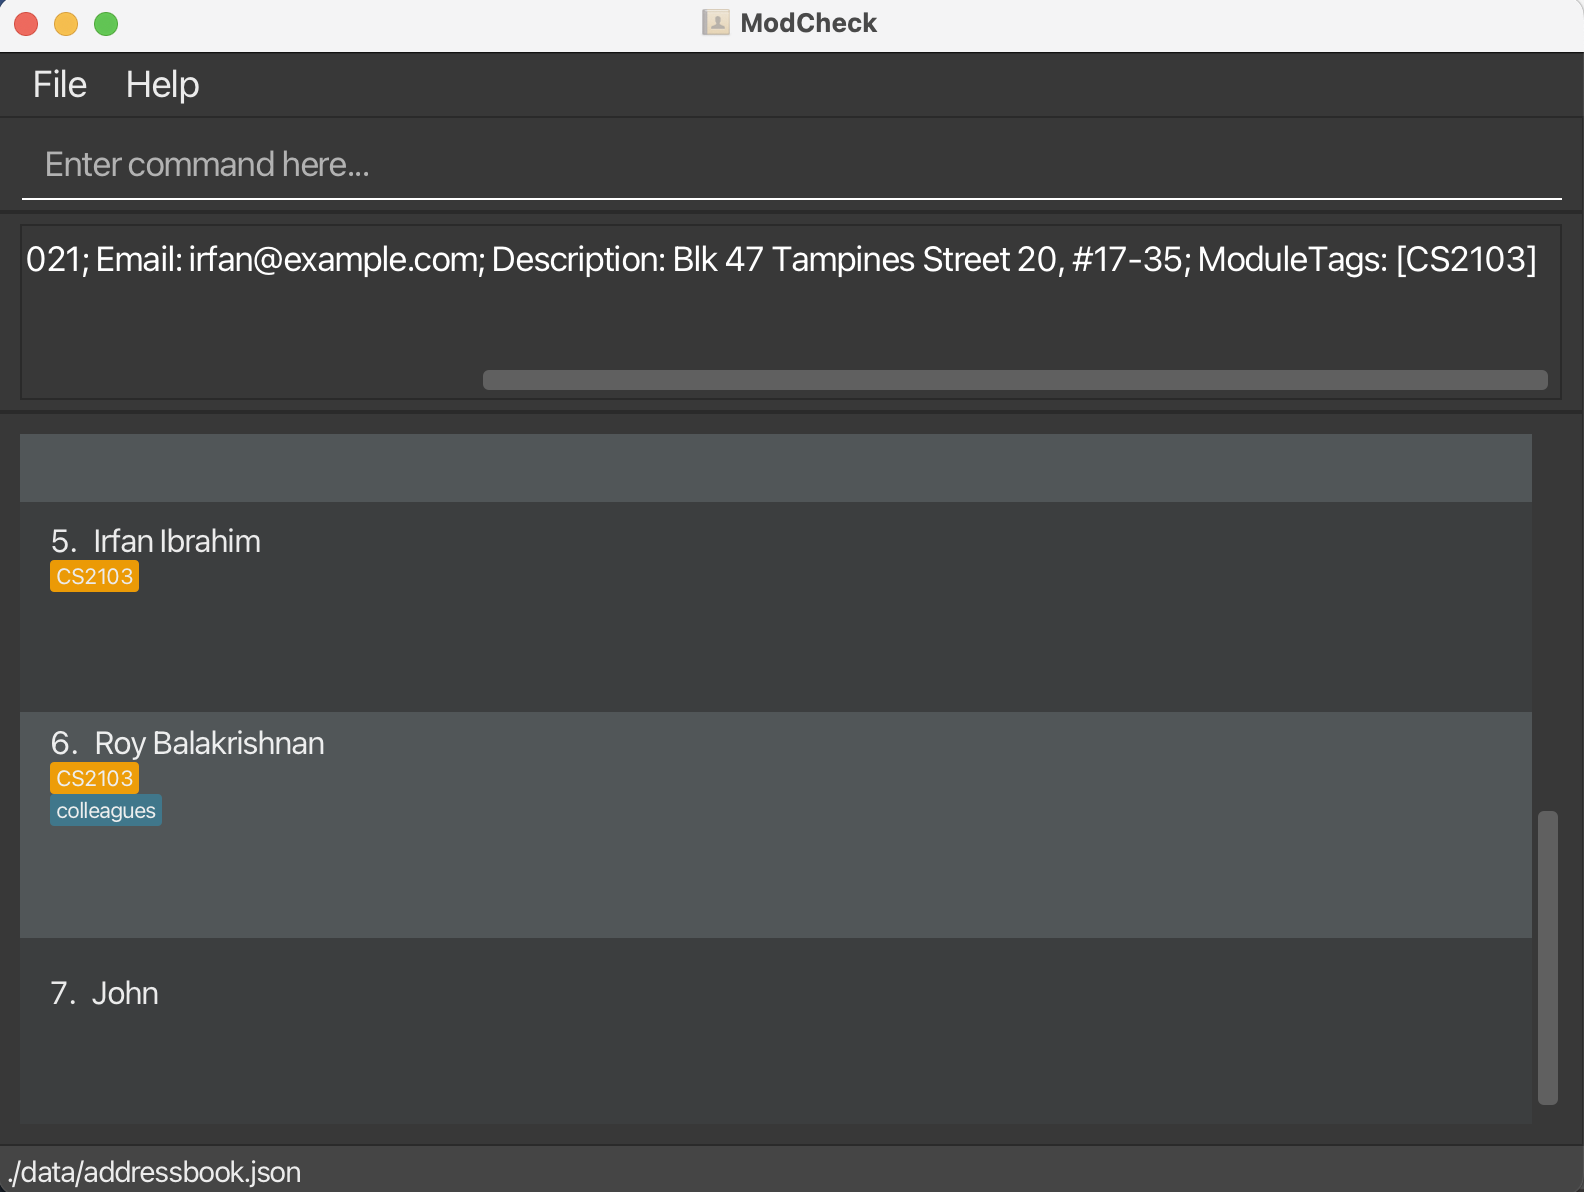 ModCheck
File Help
Enter command here...
021; Email: irfan@example.com; Description: Blk 47 Tampines Street 20, #17-35; ModuleTags: [CS2103]
5. Irfan Ibrahim
CS2103
6. Roy Balakrishnan
CS2103
colleagues
7. John
./data/addressbook.json